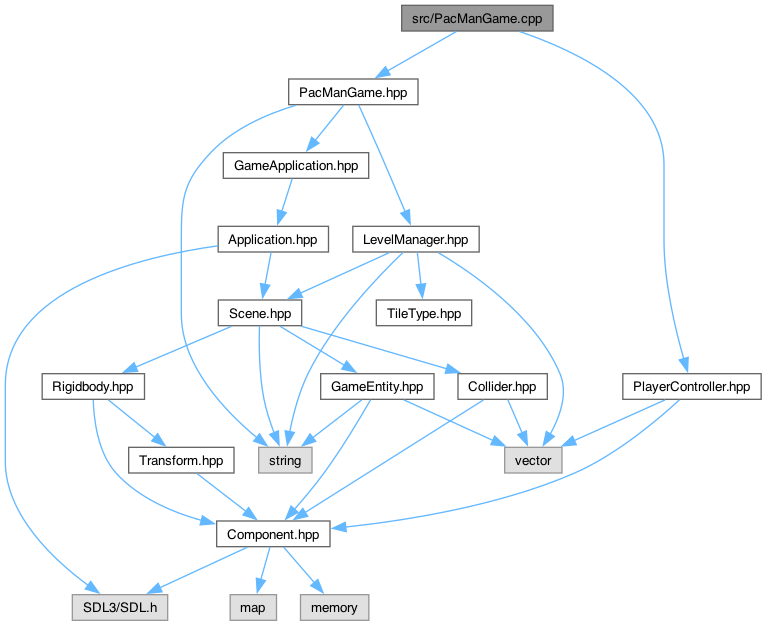 src/PacManGame.cpp
PacManGame.hpp
GameApplication.hpp
Application.hpp
LevelManager.hpp
Scene.hpp
TileType.hpp
Rigidbody.hpp
GameEntity.hpp
Collider.hpp
PlayerController.hpp
Transform.hpp
string
vector
Component.hpp
SDL3/SDL.h
map
memory